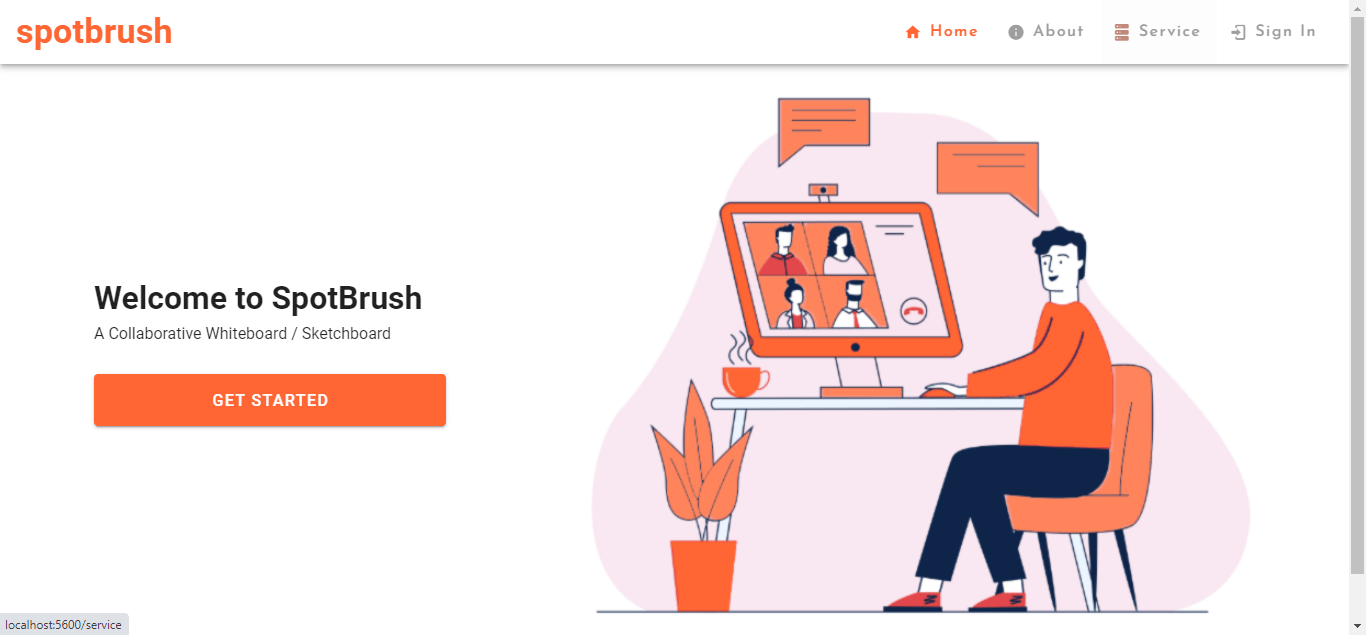 spotbrush
Home
About
Service
Sign In
Welcome to SpotBrush
A Collaborative Whiteboard / Sketchboard
GET STARTED
localhost:5600/service